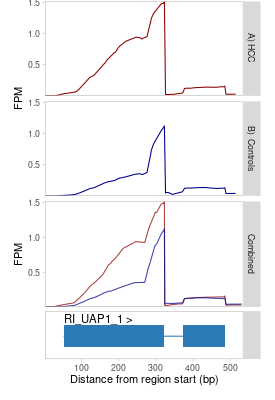 1.5
1.0
0.5
A) HCC
FPM
1.5
1.0
0.5
B) Controls
1.5
1.0
0.5
Combined
FPM
RI_UAP1_1 >
100 200 300 400 500
Distance from region start (bp)